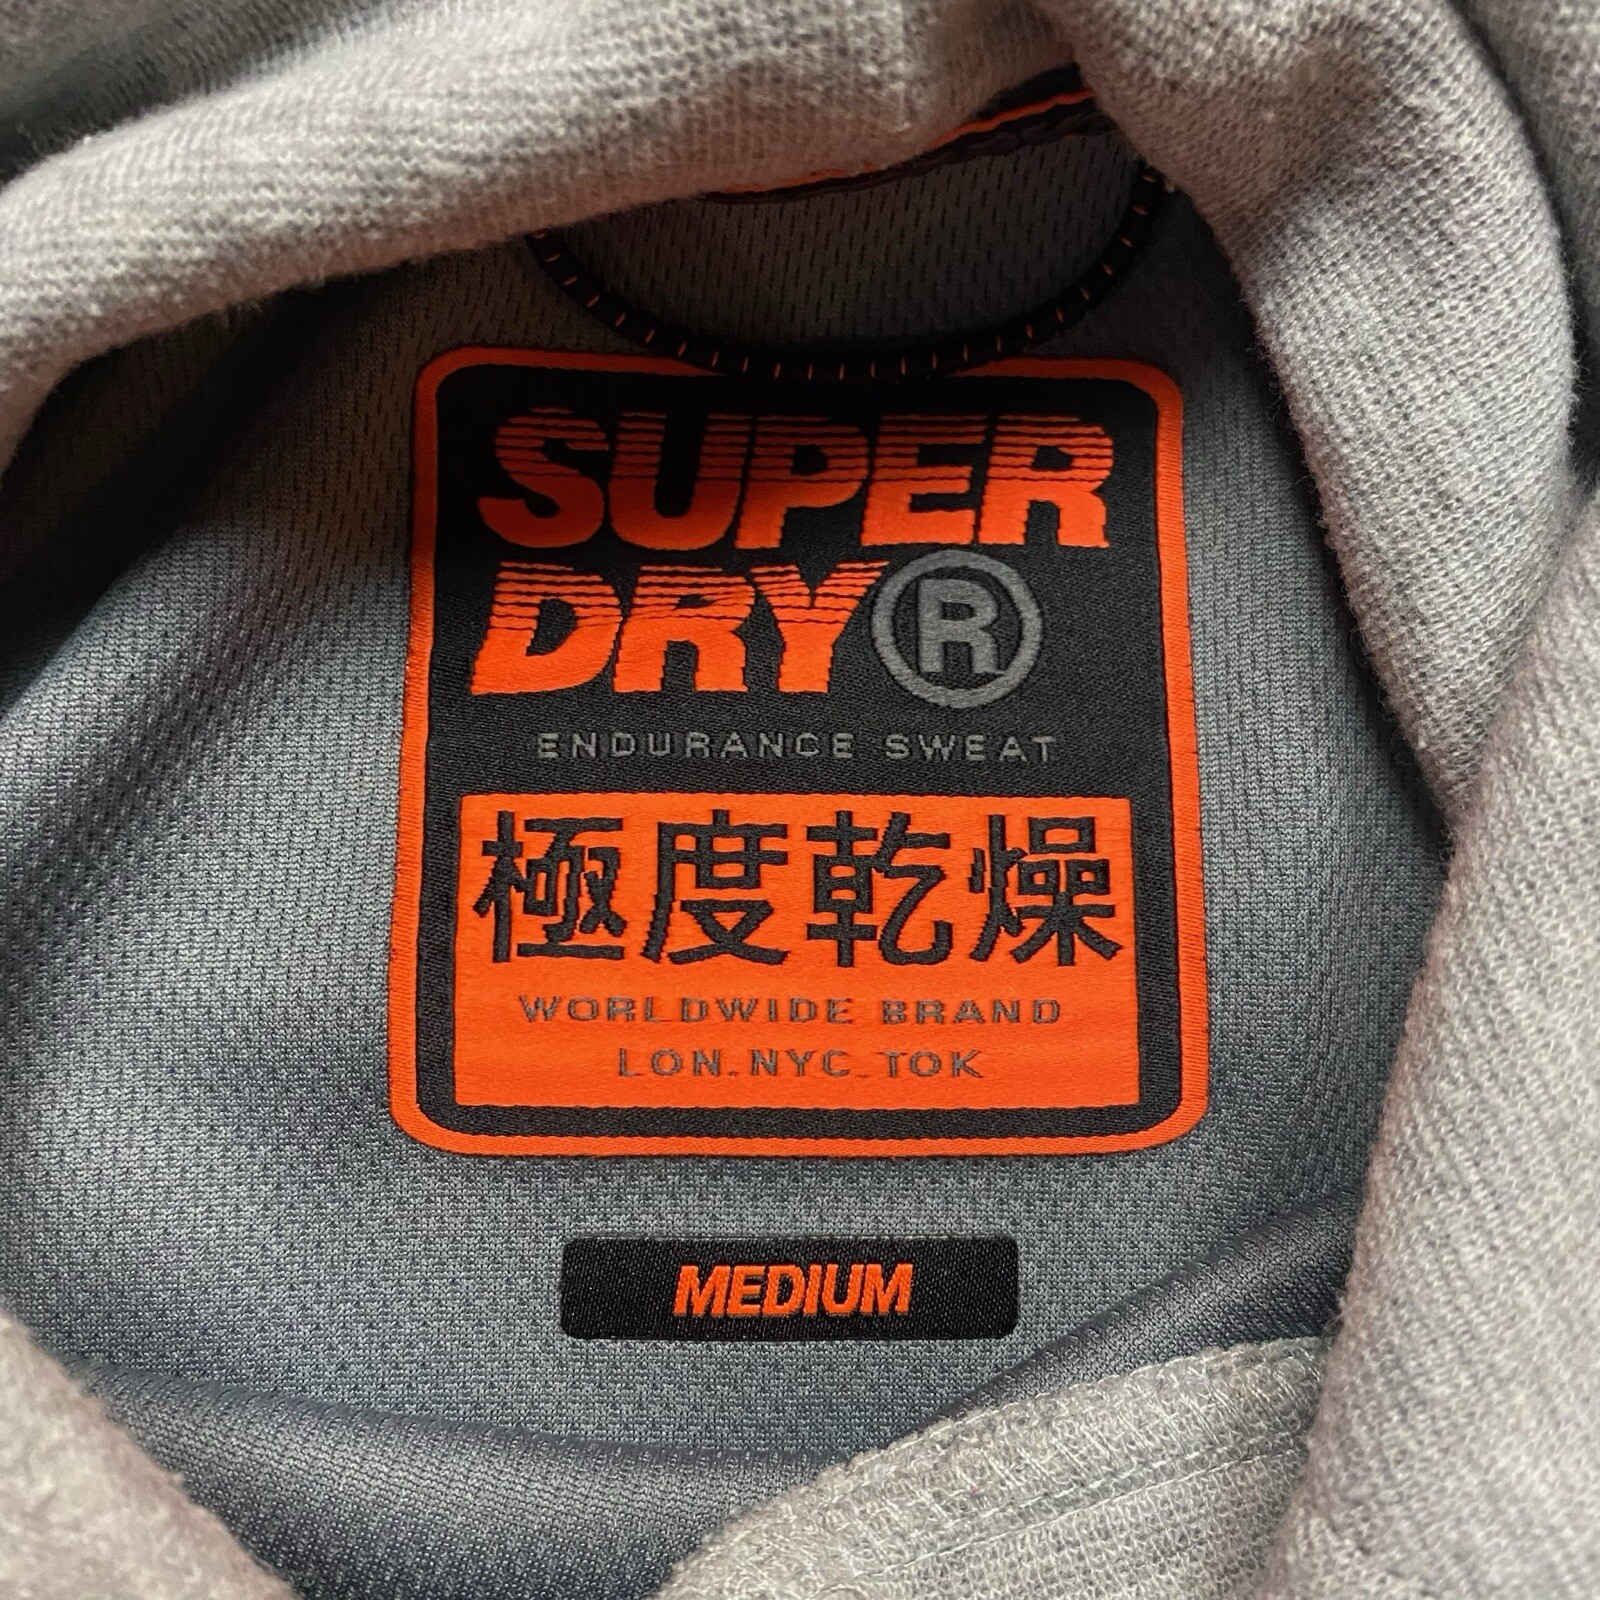 SUPER
DRY®
ENDURANCE SWEAT
極度乾燥
WORLDWIDE BRAND
LON.NYC.TOK
MEDIUM